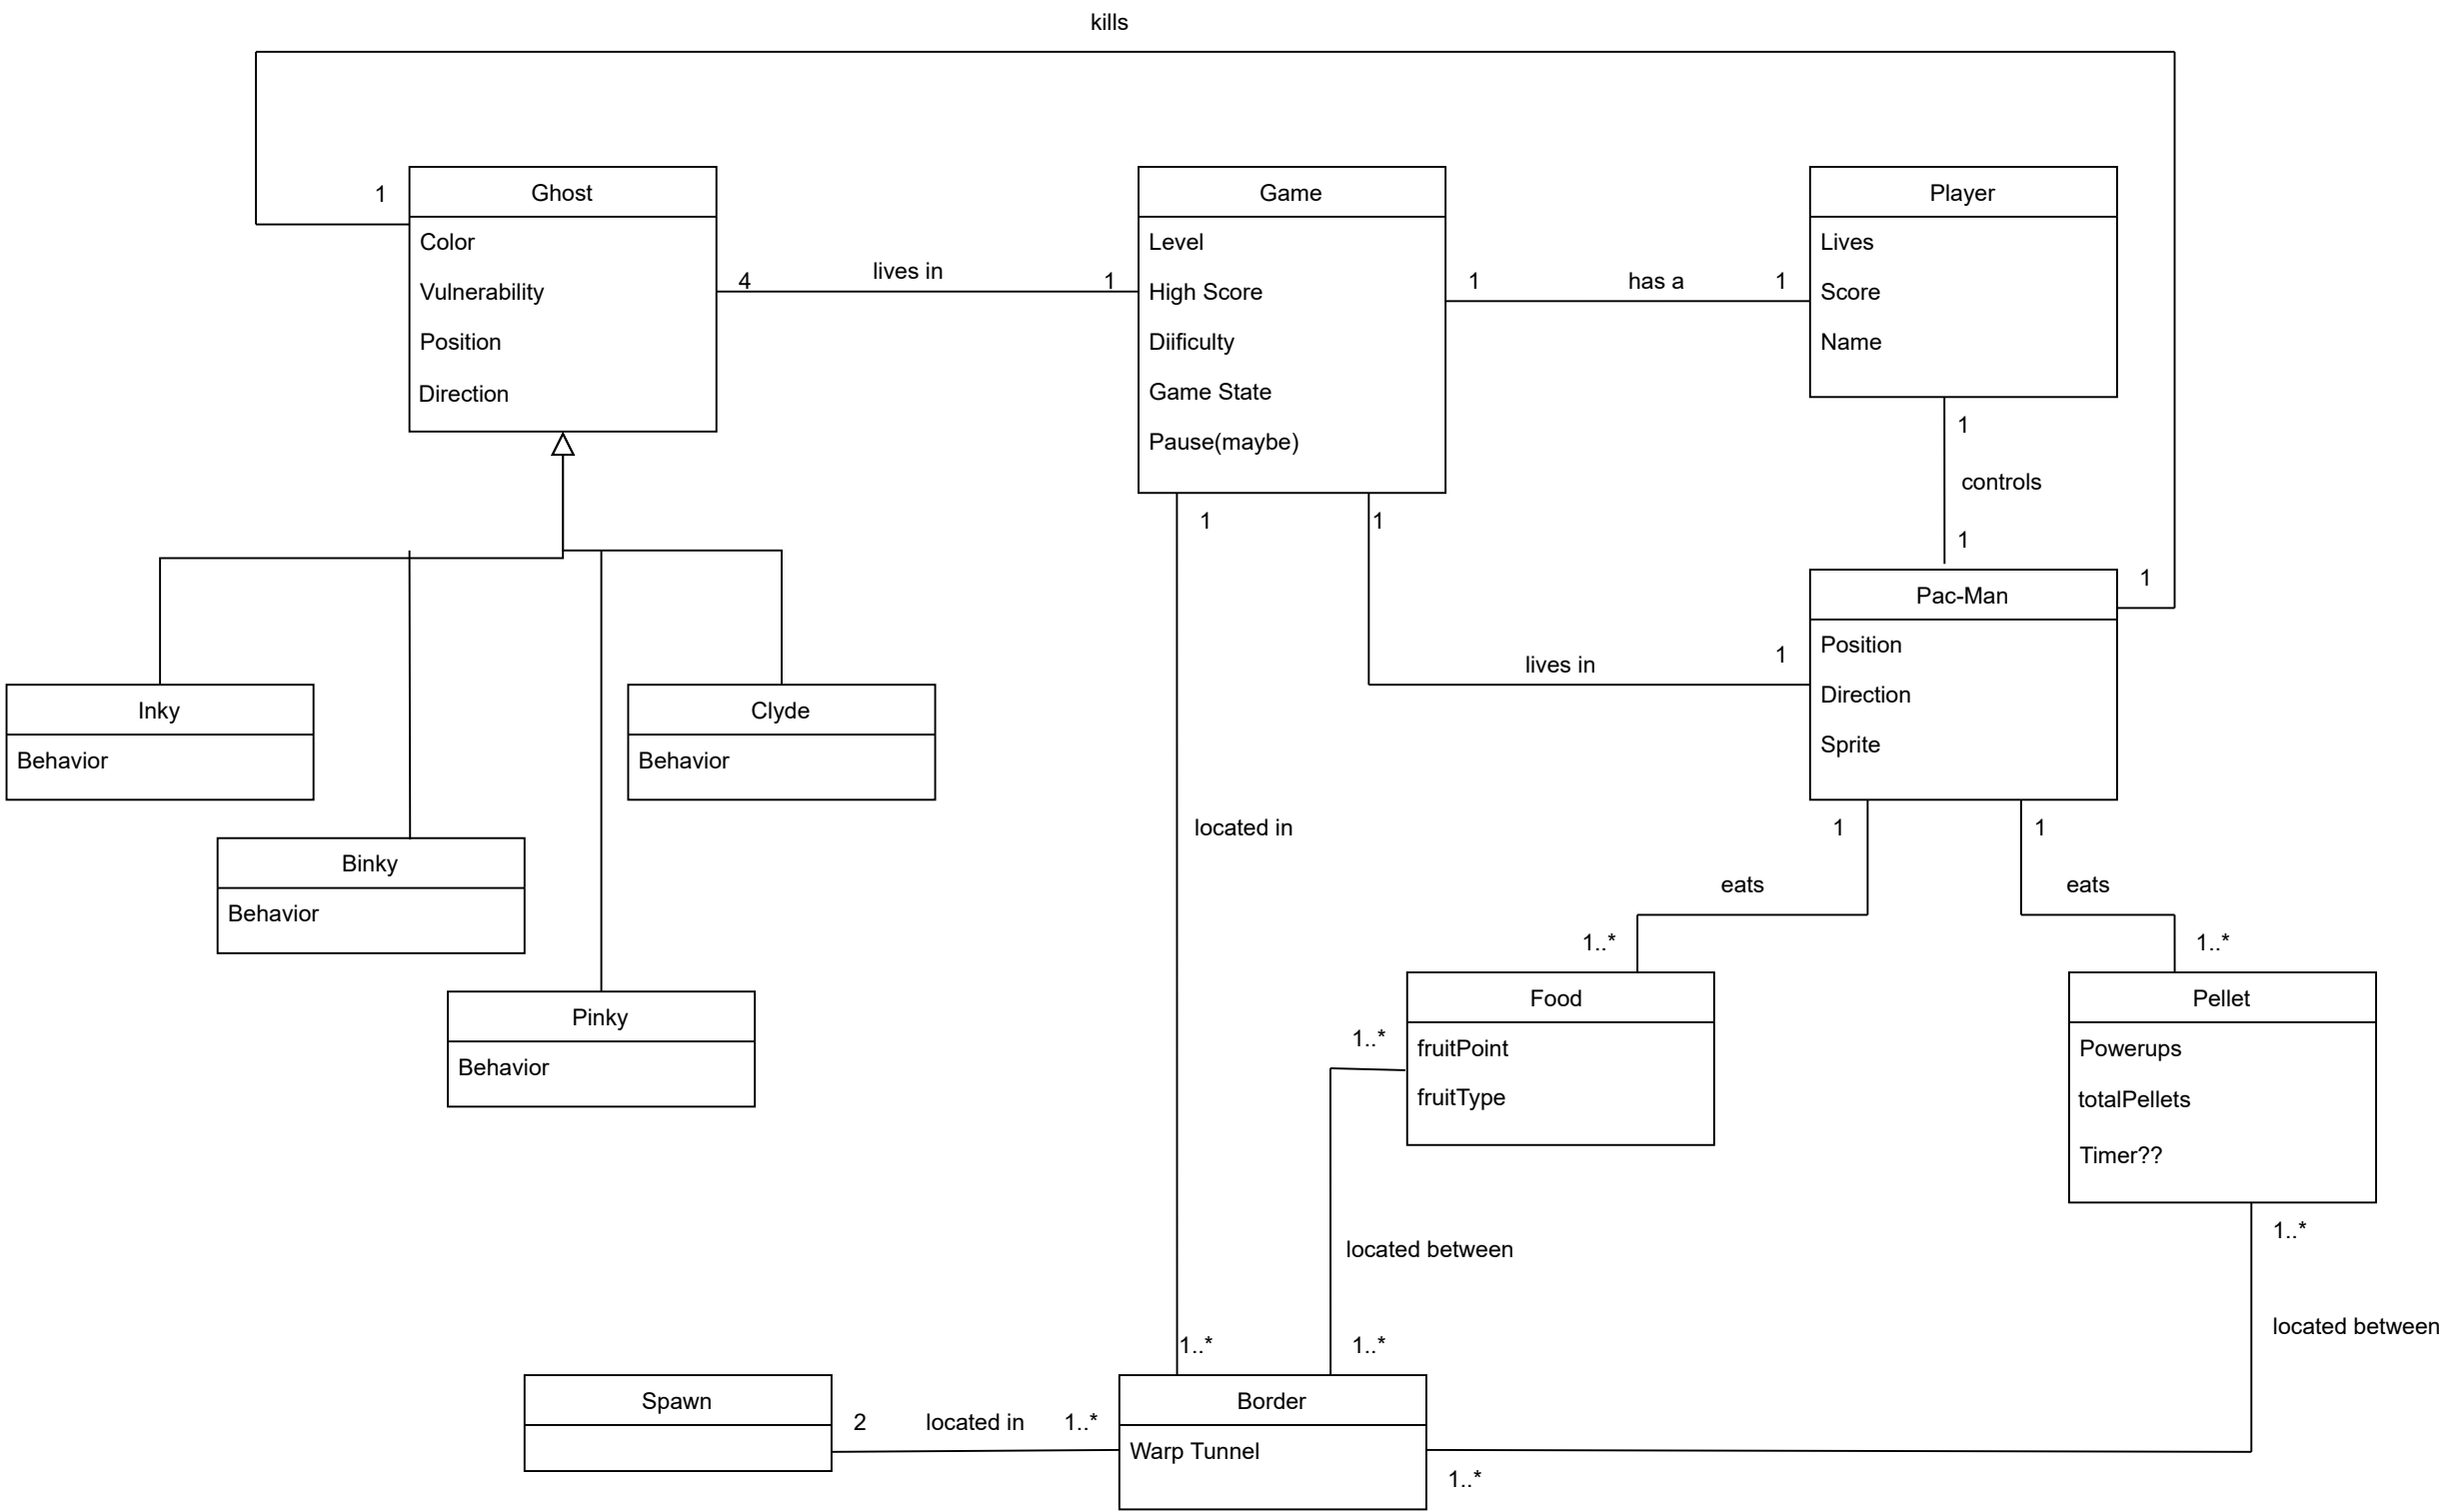 kills
1
Ghost
Color
Vulnerability
Position
Direction
4
lives in
1
Game
Level
High Score
Diificulty
Game State
Pause(maybe)
1
has a
1
Player
Lives
Score
Name
1
controls
1
1
1
1
lives in
1
Pac-Man
Position
Direction
Sprite
Inky
Behavior
Clyde
Behavior
Binky
Behavior
Pinky
Behavior
located in
1
eats
1..*
1
eats
1..*
Food
fruitPoint
fruitType
1..*
Pellet
Powerups
totalPellets
Timer??
1..*
located between
located between
1..*
1..*
Spawn
2
located in
1..*
Border
Warp Tunnel
1..*